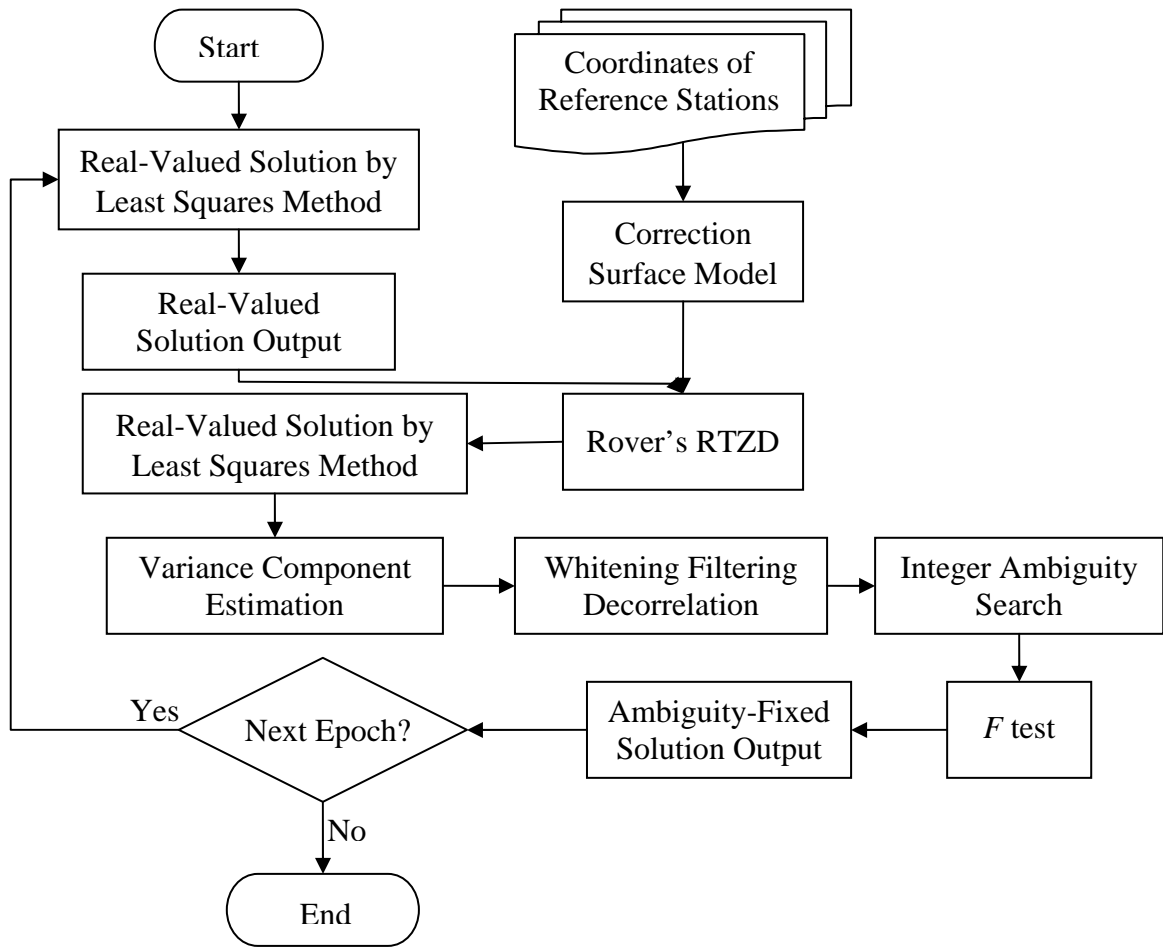 Start
Coordinates of
Reference Stations
Real-Valued Solution by
Least Squares Method
Correction
Surface Model
Real-Valued
Solution Output
Real-Valued Solution by
Least Squares Method
Rover’s RTZD
Variance Component
Estimation
Whitening Filtering
Decorrelation
Integer Ambiguity
Search
Yes
Next Epoch?
Ambiguity-Fixed
Solution Output
F test
No
End